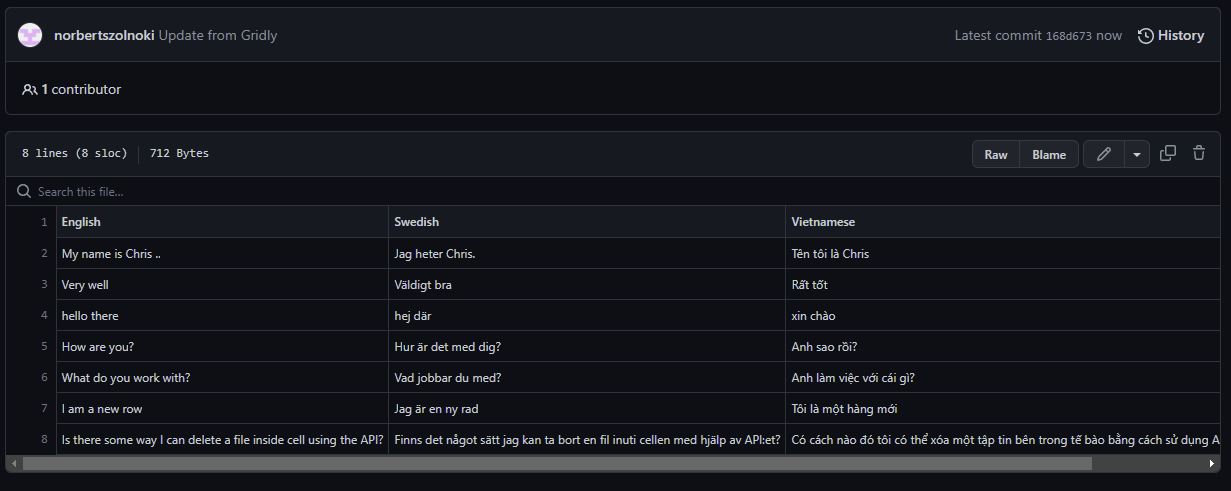 norbertszolnoki Update from Gridly Latest commit 168d673 now History
1 contributor
8 lines (8 sloc) 712 Bytes Raw Blame
Search this file...
1 English Swedish Vietnamese
2 My name is Chris .. Jag heter Chris. Tên tôi là Chris
3 Very well Väldigt bra Rất tốt
4 hello there hej där xin chào
5 How are you? Hur är det med dig? Anh sao rồi?
6 What do you work with? Vad jobbar du med? Anh làm việc với cái gì?
7 I am a new row Jag är en ny rad Tôi là một hàng mới
8 Is there some way I can delete a file inside cell using the API? Finns det något sätt jag kan ta bort en fil inuti cellen med hjälp av API:et? Có cách nào đó tôi có thể xóa một tập tin bên trong tế bào bằng cách sử dụng A